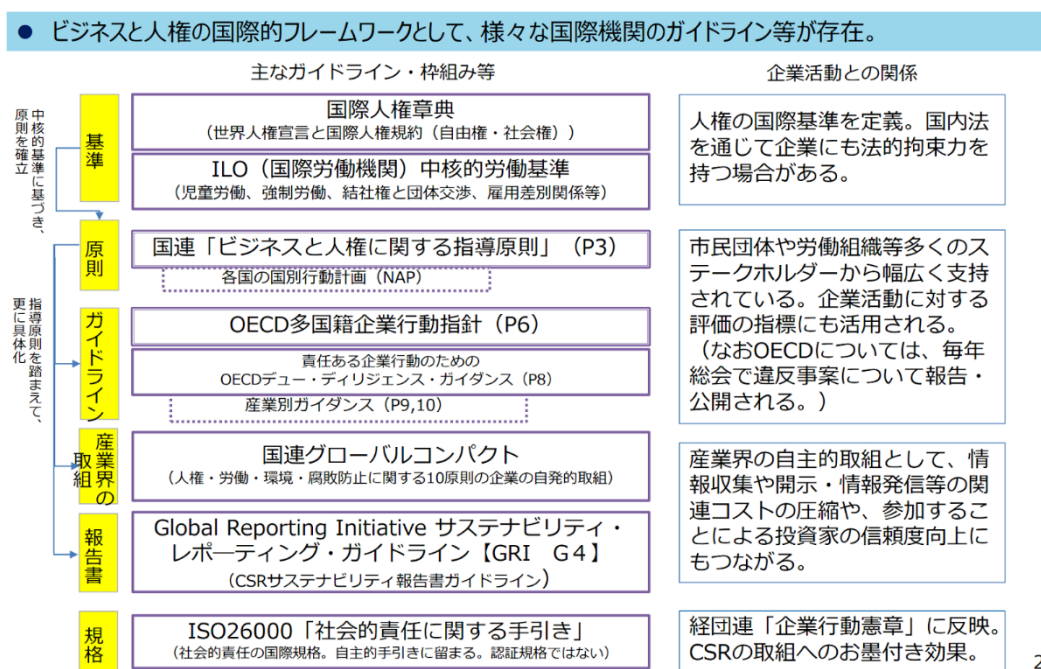 ● ビジネスと人権の国際的フレームワークとして、様々な国際機関のガイドライン等が存在。
主なガイドライン・枠組み等
企業活動との関係
中核的基準に基づき、
原則を確立
基準
国際人権章典
（世界人権宣言と国際人権規約（自由権・社会権））
ILO（国際労働機関）中核的労働基準
（児童労働、強制労働、結社権と団体交渉、雇用差別関係等）
人権の国際基準を定義。国内法
を通じて企業にも法的拘束力を
持つ場合がある。
原則
国連「ビジネスと人権に関する指導原則」（P3）
各国の国別行動計画（NAP）
指導原則を踏まえて、
更に具体化
ガイドライン
OECD多国籍企業行動指針（P6）
責任ある企業行動のための
OECDデュー・ディリジェンス・ガイダンス（P8）
産業別ガイダンス（P9,10）
市民団体や労働組織等多くのス
テークホルダーから幅広く支持
されている。企業活動に対する
評価の指標にも活用される。
（なおOECDについては、毎年
総会で違反事案について報告・
公開される。）
産業界の
取組
国連グローバルコンパクト
（人権・労働・環境・腐敗防止に関する10原則の企業の自発的取組）
報告書
Global Reporting Initiative サステナビリティ・
レポーティング・ガイドライン【GRI　G４】
（CSRサステナビリティ報告書ガイドライン）
産業界の自主的取組として、情
報収集や開示・情報発信等の関
連コストの圧縮や、参加するこ
とによる投資家の信頼度向上に
もつながる。
規格
ISO26000「社会的責任に関する手引き」
（社会的責任の国際規格。自主的手引きに留まる。認証規格ではない）
経団連「企業行動憲章」に反映。
CSRの取組へのお墨付き効果。
2